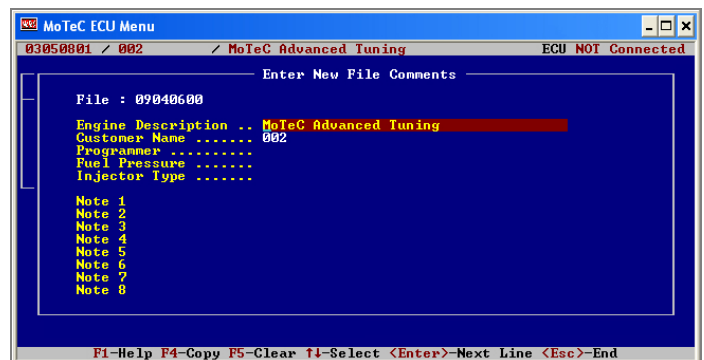 MoTeC ECU Menu
03050801 / 002 / MoTeC Advanced Tuning ECU NOT Connected
Enter New File Comments
File : 09040600
Engine Description .. MoTeC Advanced Tuning
Customer Name ....... 002
Programmer ..........
Fuel Pressure .......
Injector Type .......
Note 1
Note 2
Note 3
Note 4
Note 5
Note 6
Note 7
Note 8
F1-Help F4-Copy F5-Clear ↑↓-Select <Enter>-Next Line <Esc>-End